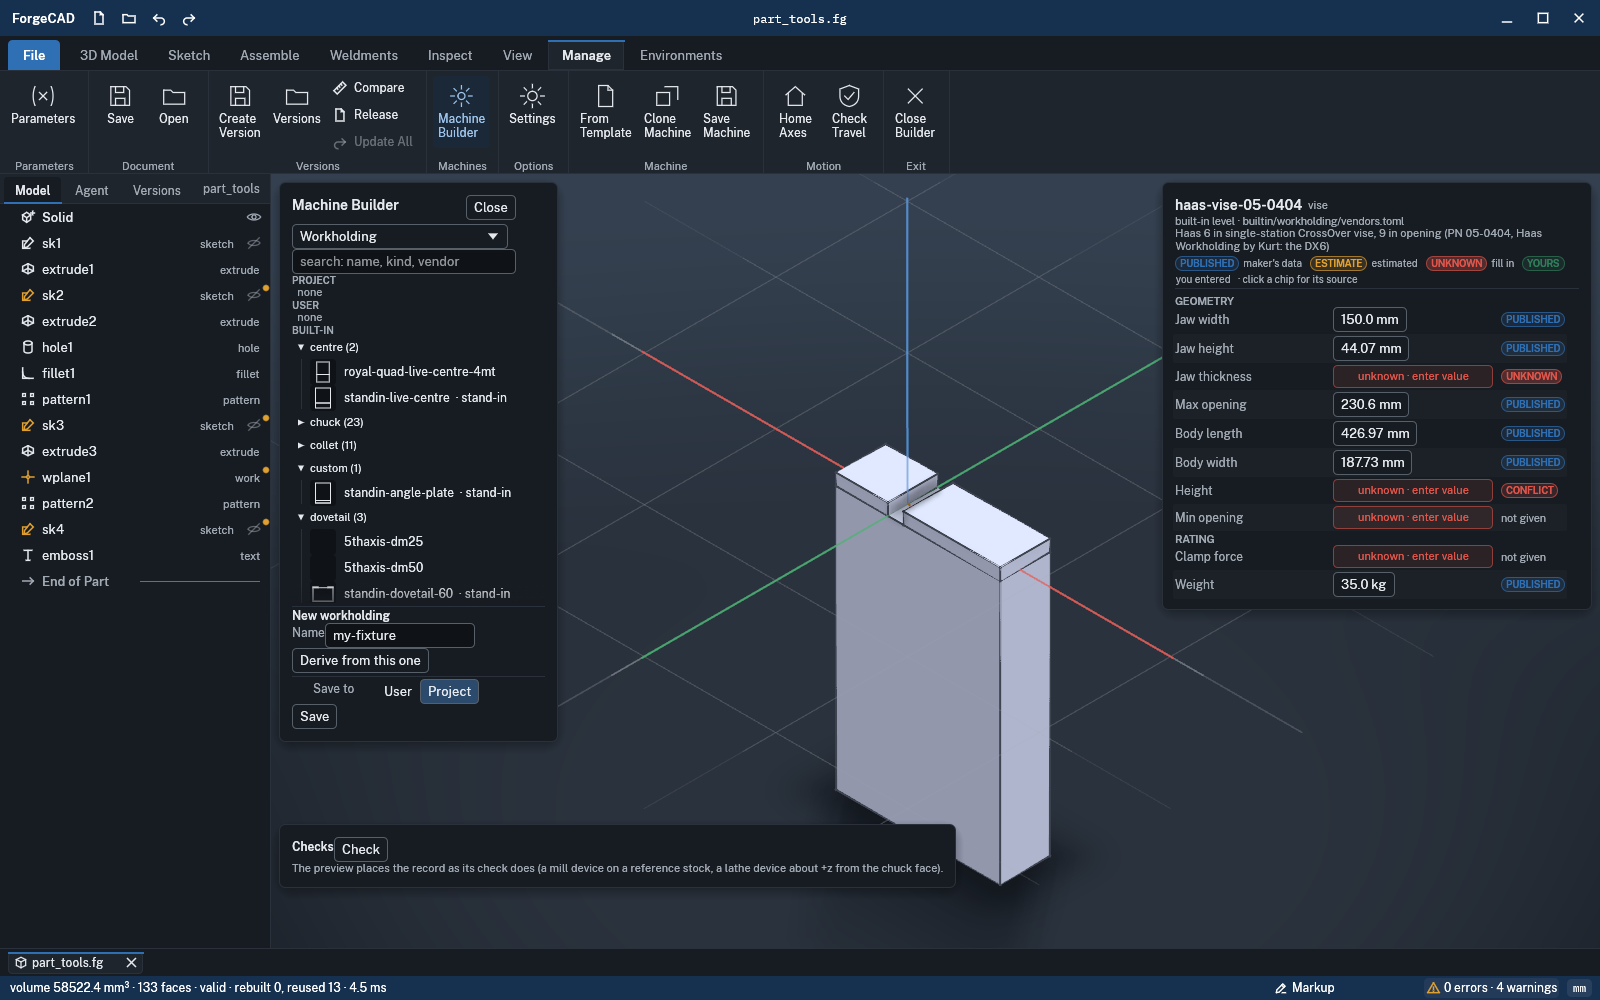 ForgeCAD
part_tools.fg
File
3D Model
Sketch
Assemble
Weldments
Inspect
View
Manage
Environments
Parameters
Save
Open
Create Version
Versions
Compare
Release
Update All
Machine Builder
Settings
From Template
Clone Machine
Save Machine
Home Axes
Check Travel
Close Builder
Parameters
Document
Versions
Machines
Options
Machine
Motion
Exit
Model
Agent
Versions
part_tools
Solid
sk1 sketch
extrude1 extrude
sk2 sketch
extrude2 extrude
hole1 hole
fillet1 fillet
pattern1 pattern
sk3 sketch
extrude3 extrude
wplane1 work
pattern2 pattern
sk4 sketch
emboss1 text
End of Part
Machine Builder
Close
Workholding
search: name, kind, vendor
PROJECT
none
USER
none
BUILT-IN
centre (2)
royal-quad-live-centre-4mt
standin-live-centre · stand-in
chuck (23)
collet (11)
custom (1)
standin-angle-plate · stand-in
dovetail (3)
5thaxis-dm25
5thaxis-dm50
standin-dovetail-60 · stand-in
New workholding
Name my-fixture
Derive from this one
Save to User Project
Save
Checks Check
The preview places the record as its check does (a mill device on a reference stock, a lathe device about +z from the chuck face).
haas-vise-05-0404 vise
built-in level · builtin/workholding/vendors.toml
Haas 6 in single-station CrossOver vise, 9 in opening (PN 05-0404, Haas
Workholding by Kurt: the DX6)
PUBLISHED maker's data ESTIMATE estimated UNKNOWN fill in YOURS
you entered · click a chip for its source
GEOMETRY
Jaw width 150.0 mm PUBLISHED
Jaw height 44.07 mm PUBLISHED
Jaw thickness unknown · enter value UNKNOWN
Max opening 230.6 mm PUBLISHED
Body length 426.97 mm PUBLISHED
Body width 187.73 mm PUBLISHED
Height unknown · enter value CONFLICT
Min opening unknown · enter value not given
RATING
Clamp force unknown · enter value not given
Weight 35.0 kg PUBLISHED
part_tools.fg
volume 58522.4 mm³ · 133 faces · valid · rebuilt 0, reused 13 · 4.5 ms
Markup
0 errors · 4 warnings
mm